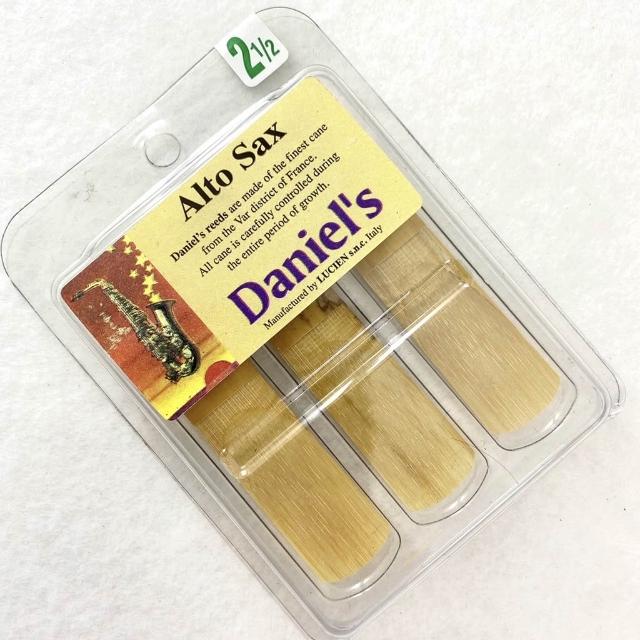 2 1/2
Alto Sax
Daniel's reeds are made of the finest cane
from the Var district of France.
All cane is carefully controlled during
the entire period of growth.
Daniel's
Manufactured by LUCIEN s.n.c. Italy